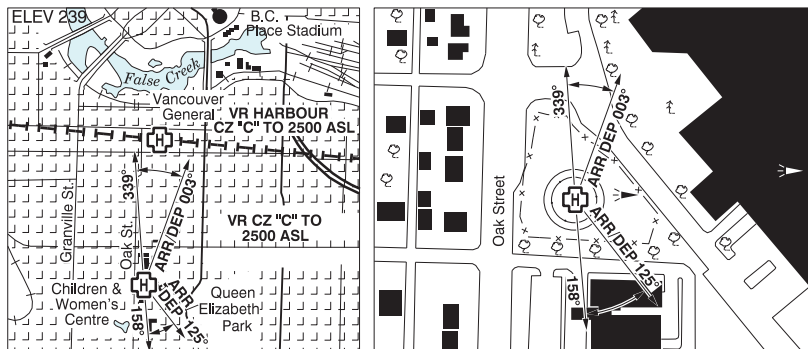 ELEV 239
B.C.
Place Stadium
False Creek
Vancouver
General
VR HARBOUR
CZ "C" TO 2500 ASL
H
339°
ARR/DEP 003°
Granville St.
Oak St.
VR CZ "C" TO
2500 ASL
H
Children &
Women's
Centre
158°
ARR/
DEP 125°
Queen
Elizabeth
Park
339°
ARR/DEP 003°
Oak Street
H
ARR/DEP 125°
158°